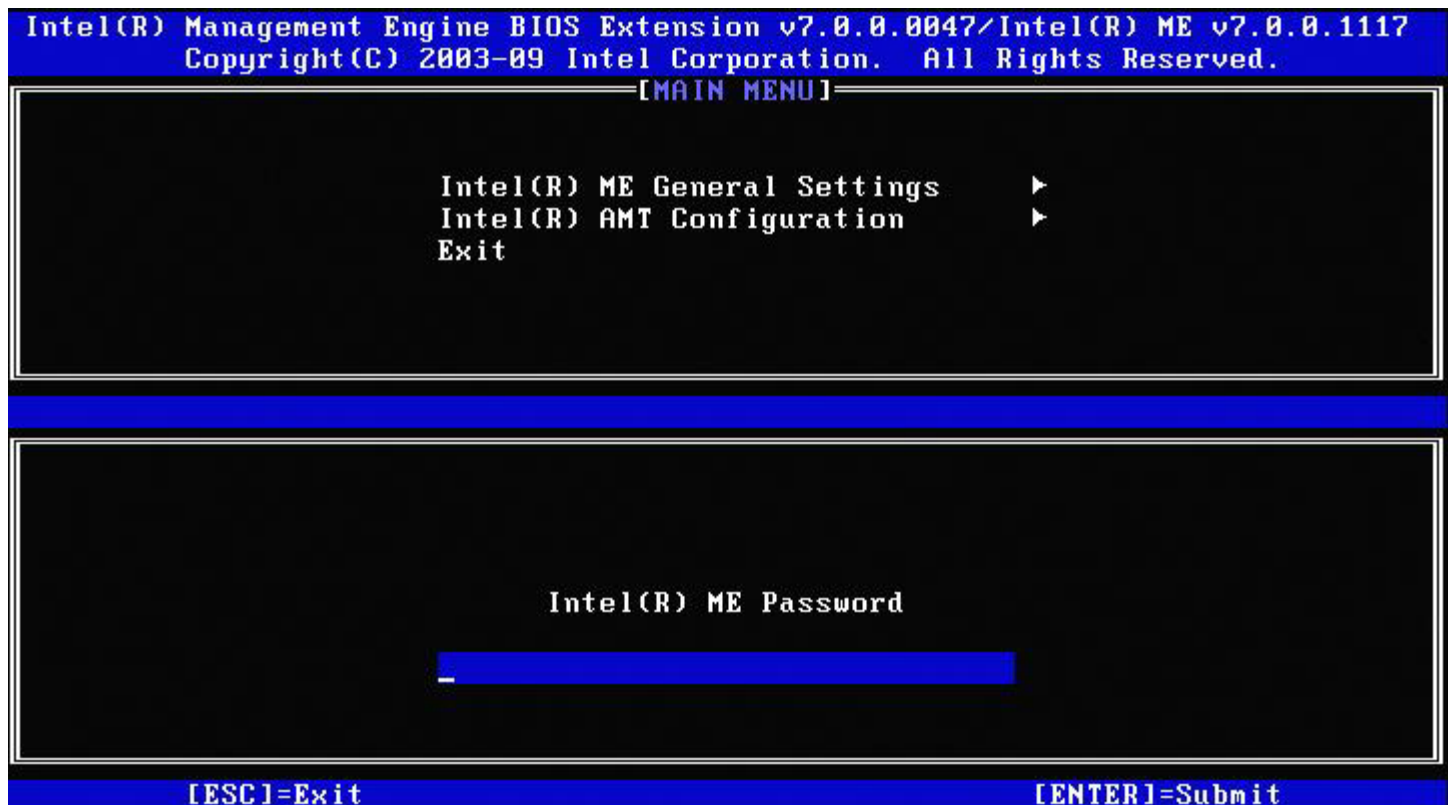 Intel(R) Management Engine BIOS Extension v7.0.0.0047/Intel(R) ME v7.0.0.1117
Copyright(C) 2003-09 Intel Corporation. All Rights Reserved.
[MAIN MENU]
Intel(R) ME General Settings ►
Intel(R) AMT Configuration ►
Exit
Intel(R) ME Password
_
[ESC]=Exit [ENTER]=Submit